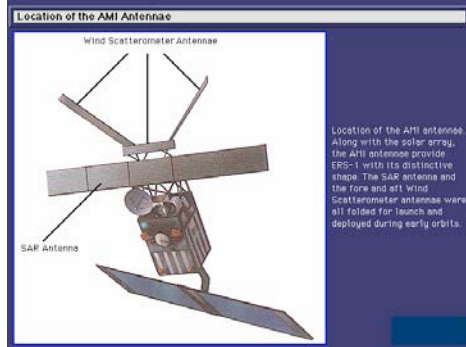 Location of the AMI Antennae
Wind Scatterometer Antennae
SAR Antenna
Location of the AMI antennae.
Along with the solar array,
the AMI antennae provide
ERS-1 with its distinctive
shape. The SAR antenna and
the fore and aft Wind
Scatterometer antennae were
all folded for launch and
deployed during early orbits.